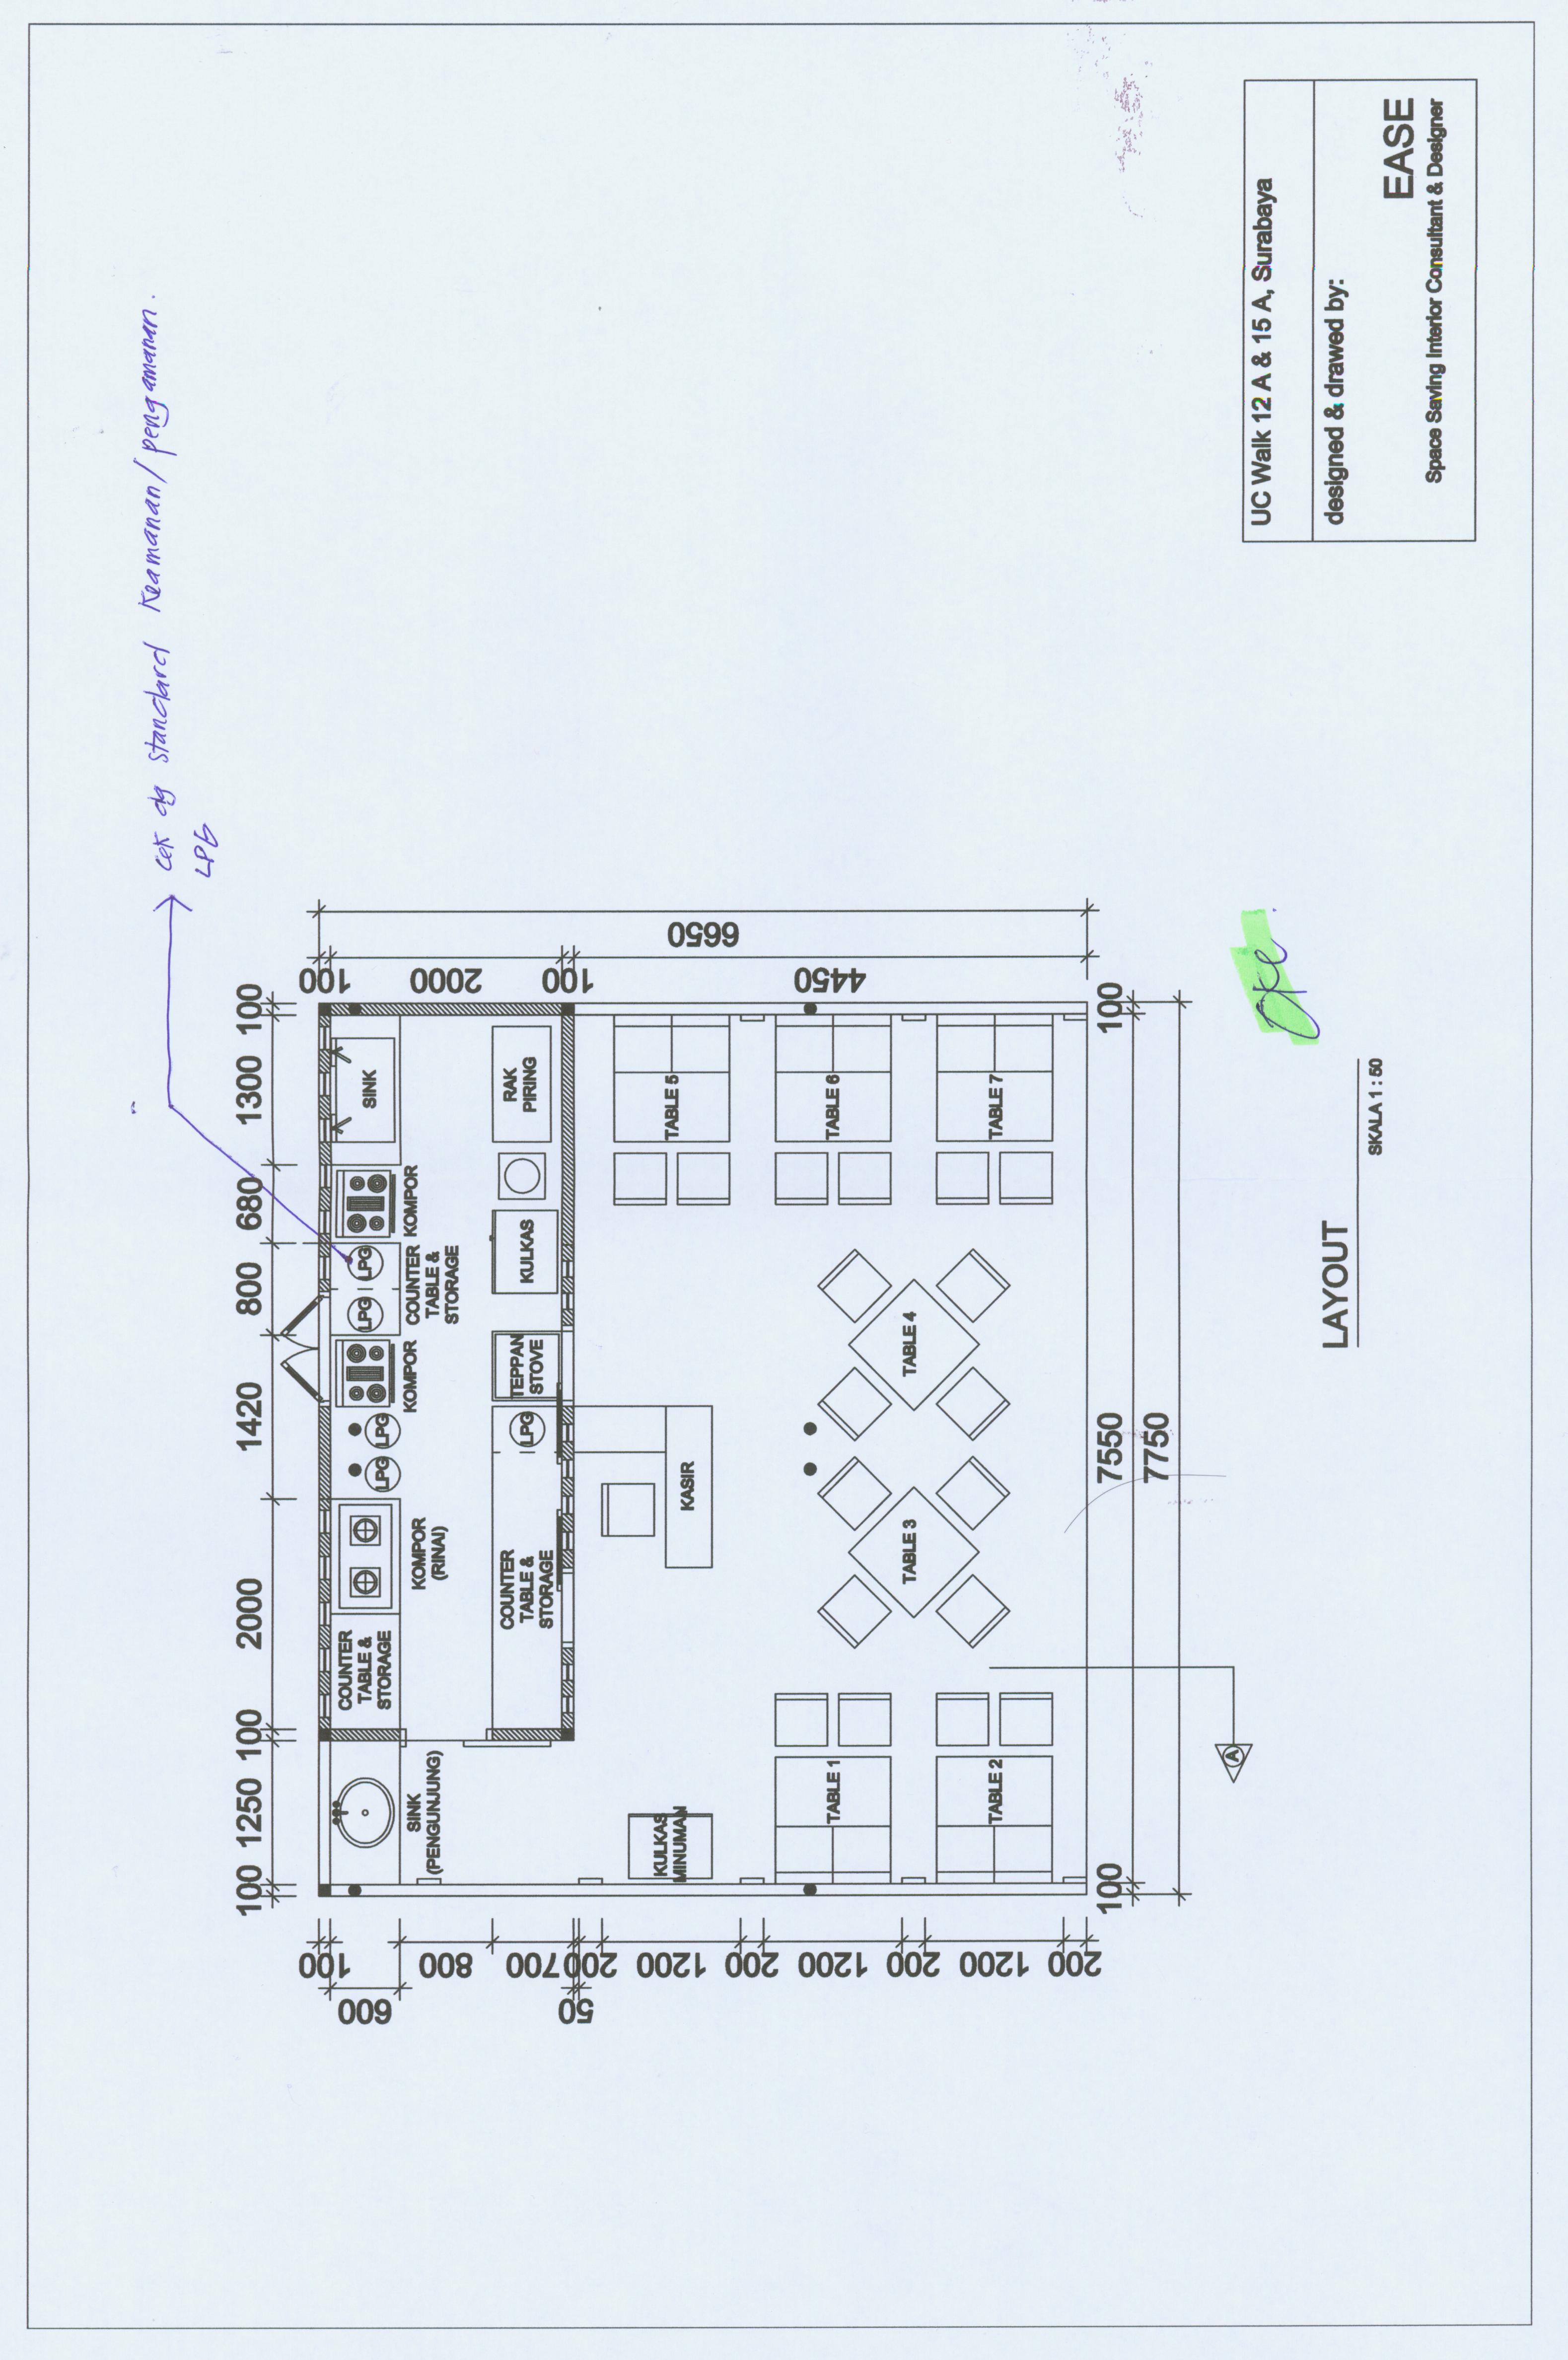 cek dg standard keamanan/pengamanan.
LPG
100 1250 100 2000 1420 800 680 1300 100
100
600
800
700
50
200
1200
200
1200
200
1200
200
SINK
(PENGUNJUNG)
COUNTER
TABLE &
STORAGE
KOMPOR
(RINAI)
LPG
LPG
KOMPOR
LPG
LPG
COUNTER
TABLE &
STORAGE
KOMPOR
SINK
COUNTER
TABLE &
STORAGE
LPG
TEPPAN
STOVE
KULKAS
RAK
PIRING
100
2000
100
4450
6650
KULKAS
MINUMAN
KASIR
TABLE 5
TABLE 1
TABLE 6
TABLE 3
TABLE 4
TABLE 2
TABLE 7
100
7550
100
7750
A
LAYOUT
SKALA 1 : 50
UC Walk 12 A & 15 A, Surabaya
designed & drawed by:
EASE
Space Saving Interior Consultant & Designer